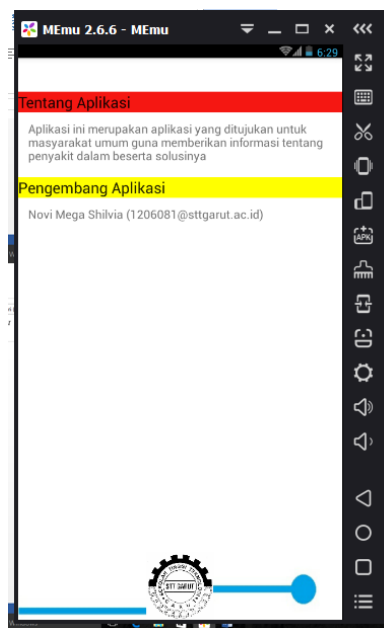 MEmu 2.6.6 - MEmu
6:29
Tentang Aplikasi
Aplikasi ini merupakan aplikasi yang ditujukan untuk
masyarakat umum guna memberikan informasi tentang
penyakit dalam beserta solusinya
Pengembang Aplikasi
Novi Mega Shilvia (1206081@sttgarut.ac.id)
APK
STT GARUT